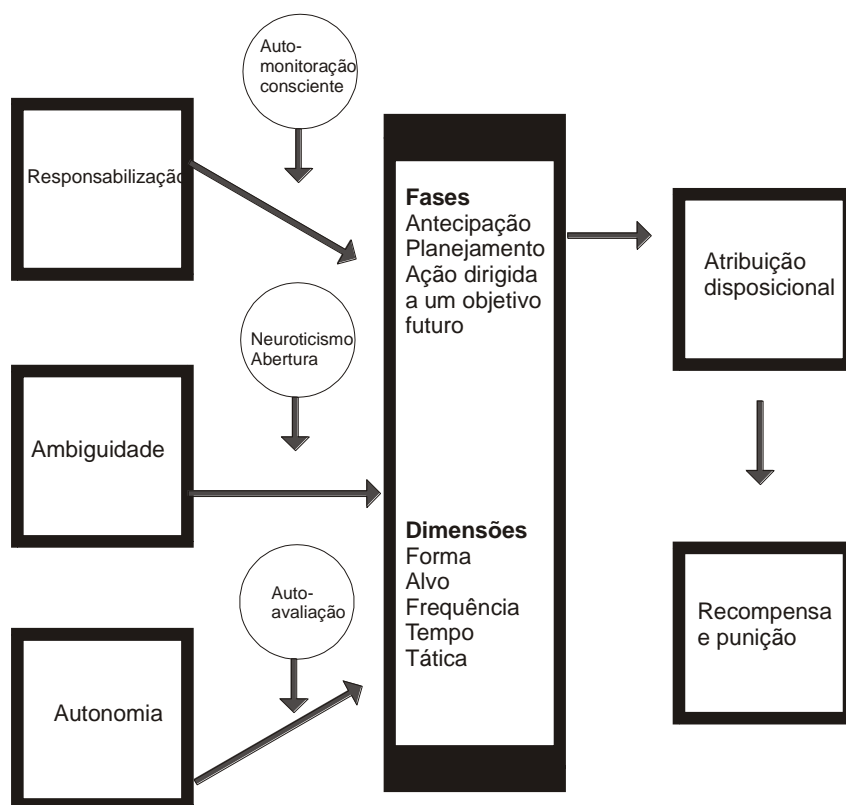 Auto-
monitoração
consciente
Responsabilização
Neuroticismo
Abertura
Ambiguidade
Auto-
avaliação
Autonomia
Fases
Antecipação
Planejamento
Ação dirigida
a um objetivo
futuro
Dimensões
Forma
Alvo
Frequência
Tempo
Tática
Atribuição
disposicional
Recompensa
e punição